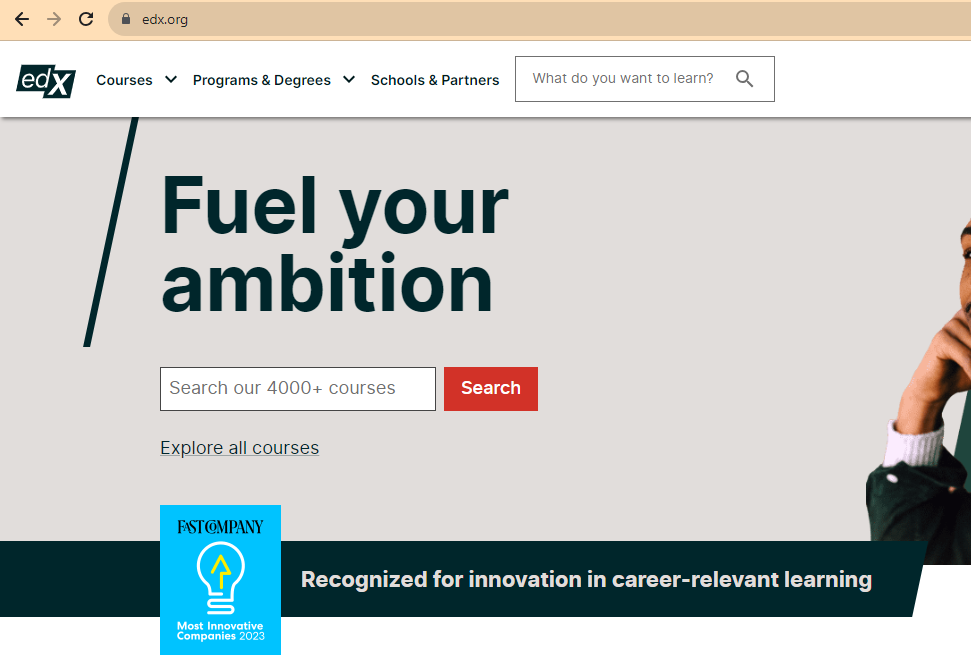 edx.org
edX
Courses
Programs & Degrees
Schools & Partners
What do you want to learn?
Fuel your
ambition
Search our 4000+ courses
Search
Explore all courses
FAST COMPANY
Most Innovative
Companies 2023
Recognized for innovation in career-relevant learning